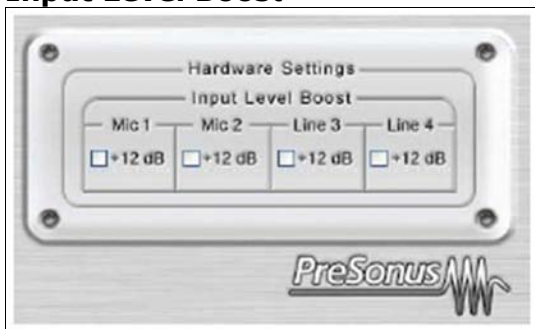 Input Level Boost
Hardware Settings
Input Level Boost
Mic 1 Mic 2 Line 3 Line 4
+12 dB +12 dB +12 dB +12 dB
PreSonus